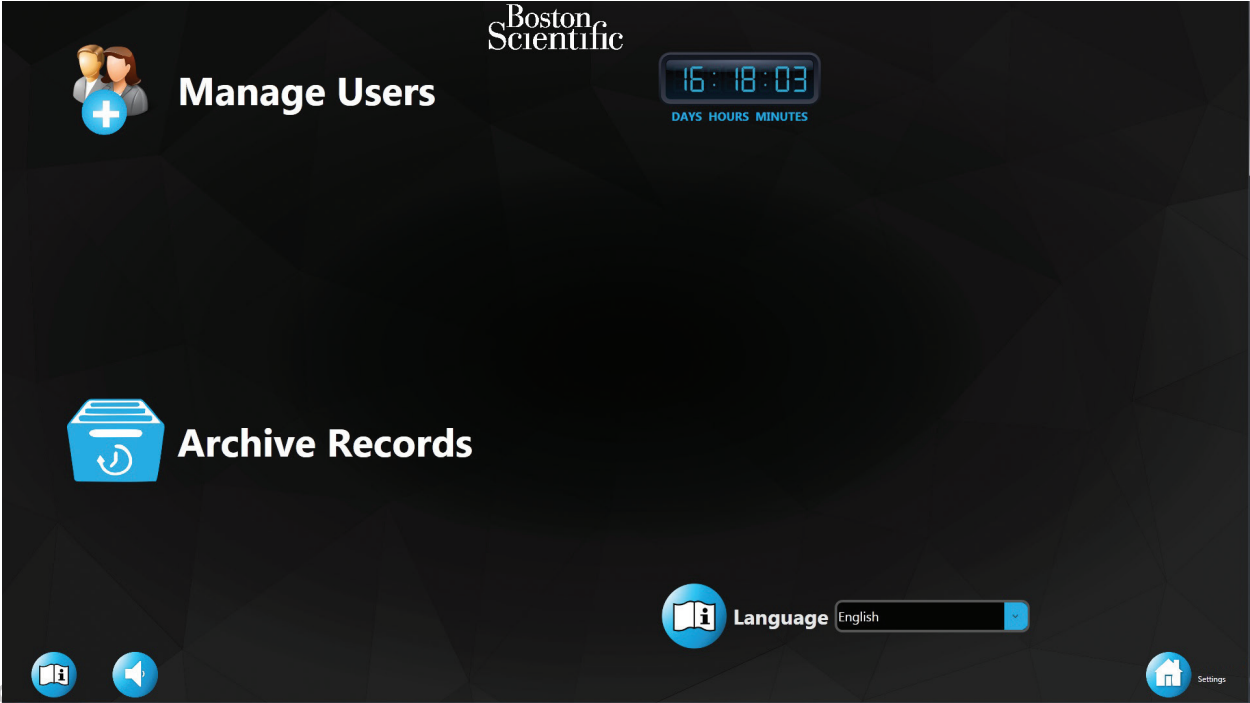 Boston
Scientific
Manage Users
16:18:03
DAYS HOURS MINUTES
Archive Records
Language English
Settings